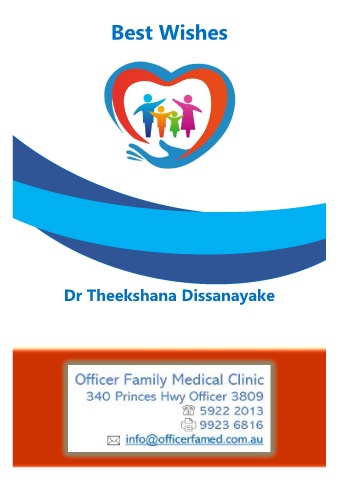 Best Wishes
Dr Theekshana Dissanayake
Officer Family Medical Clinic
340 Princes Hwy Officer 3809
5922 2013
9923 6816
info@officerfamed.com.au